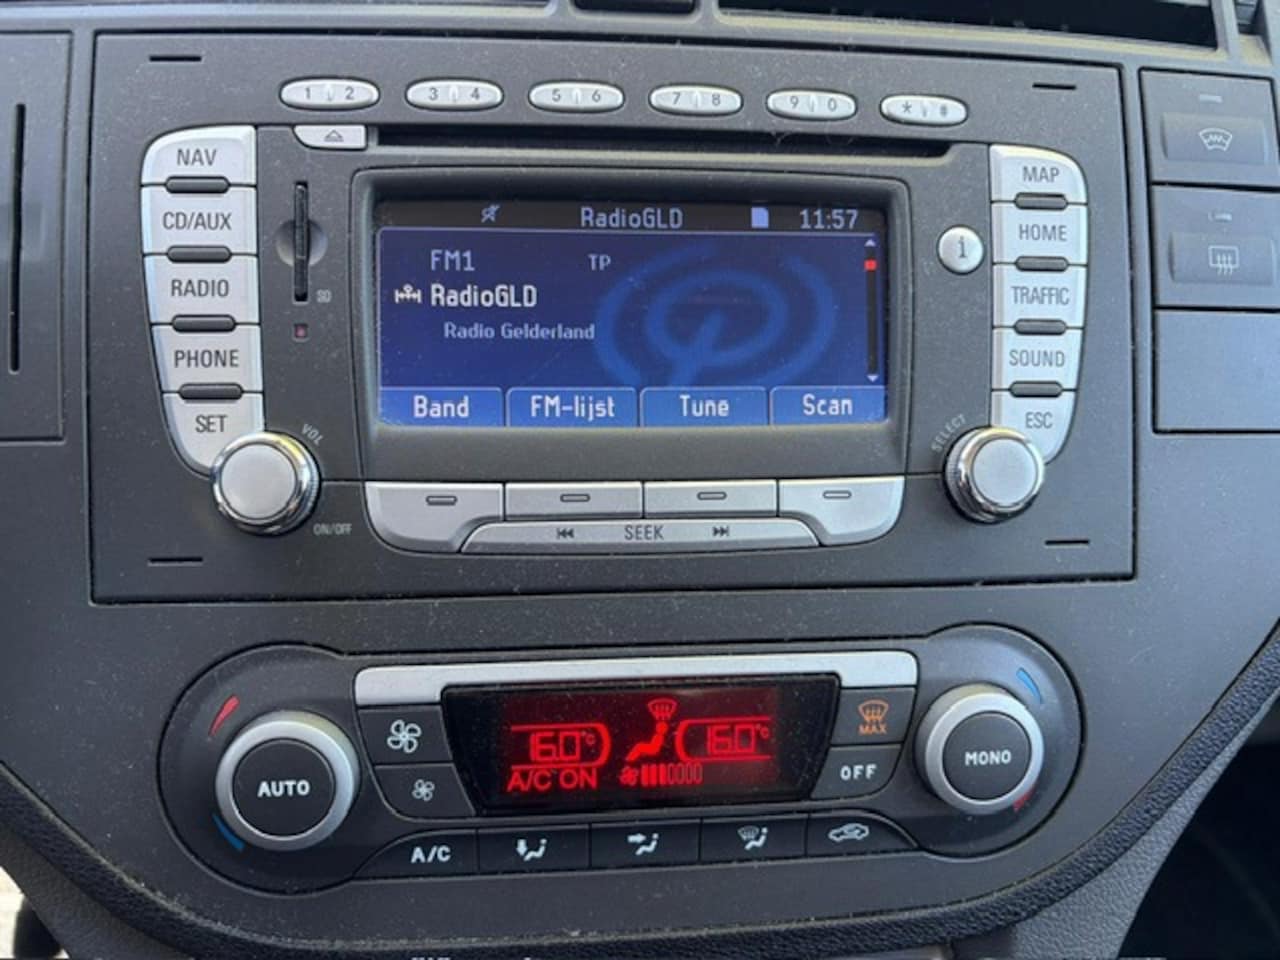 1 2 3 4 5 6 7 8 9 0 * #
NAV
CD/AUX
RADIO
PHONE
SET
VOL
ON/OFF
SD
RadioGLD 11:57
FM1 TP
RadioGLD
Radio Gelderland
Band FM-lijst Tune Scan
SEEK
i
MAP
HOME
TRAFFIC
SOUND
ESC
SELECT
AUTO
16.0°C 16.0°C
A/C ON
MAX
OFF
MONO
A/C